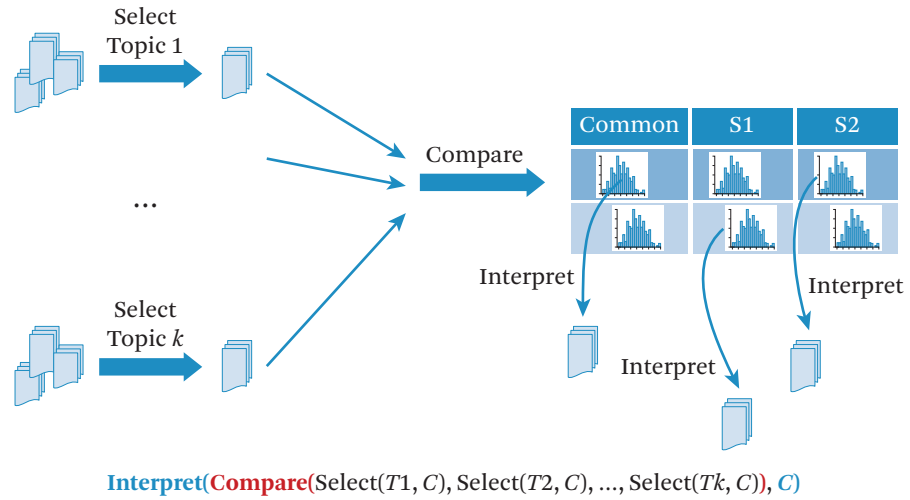 Select
Topic 1
...
Select
Topic k
Compare
Common S1 S2
Interpret
Interpret
Interpret
Interpret(Compare(Select(T1, C), Select(T2, C), ..., Select(Tk, C)), C)